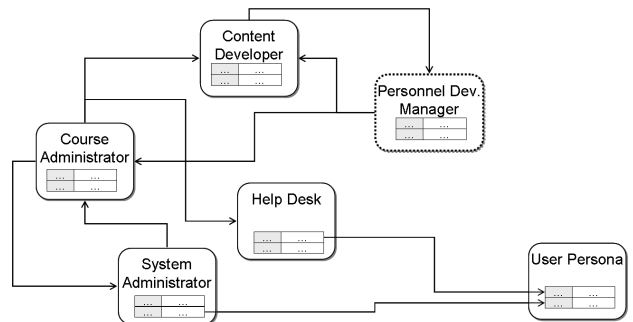 Content
Developer
... ...
... ...
Personnel Dev.
Manager
... ...
... ...
Course
Administrator
... ...
... ...
Help Desk
... ...
... ...
System
Administrator
... ...
... ...
User Persona
... ...
... ...